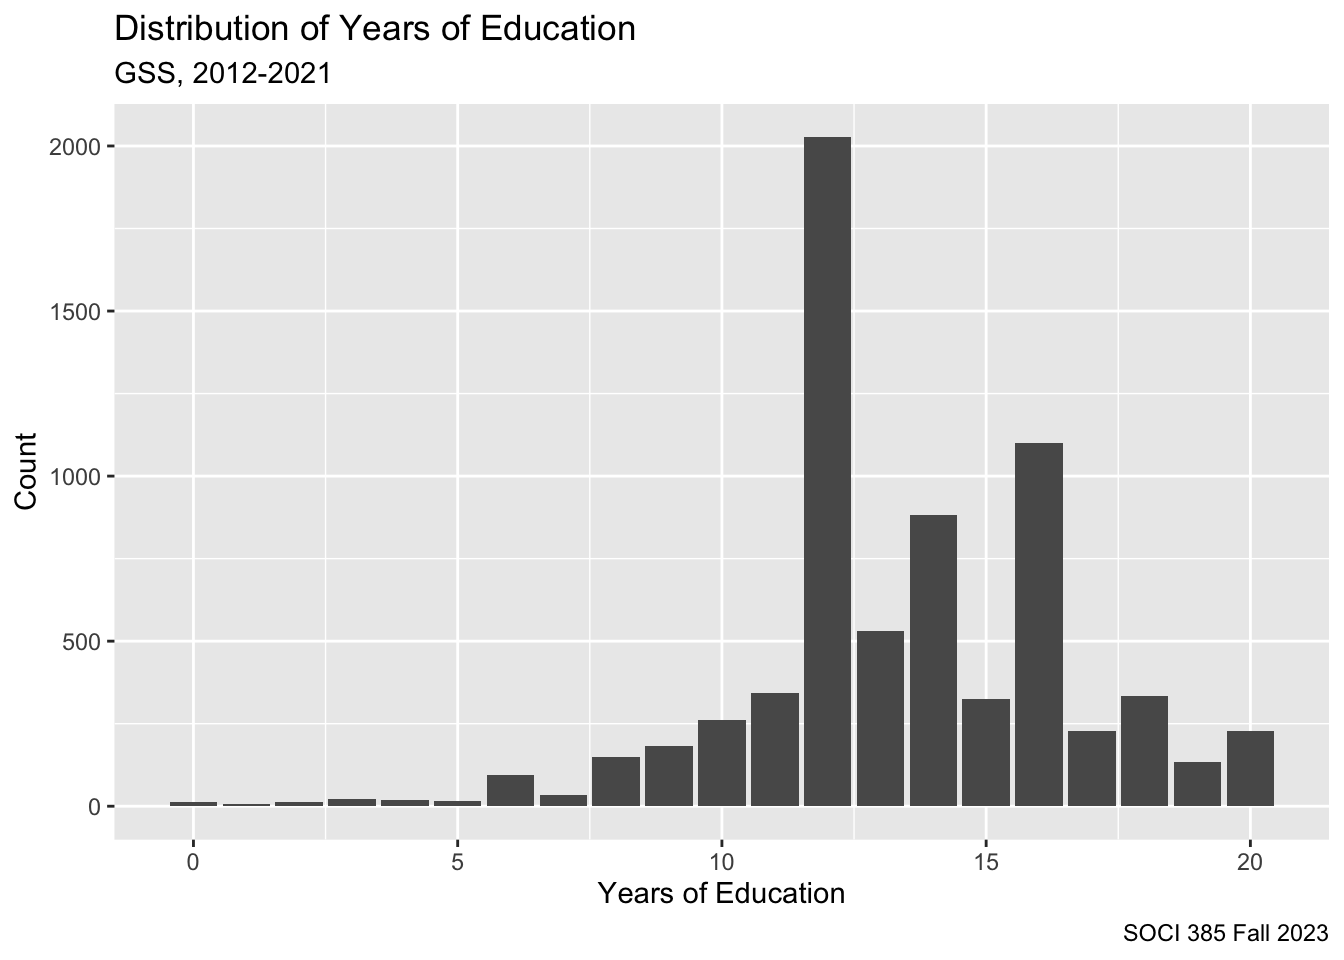 Distribution of Years of Education
GSS, 2012-2021
2000
1500
1000
500
0
Count
0 5 10 15 20
Years of Education
SOCI 385 Fall 2023